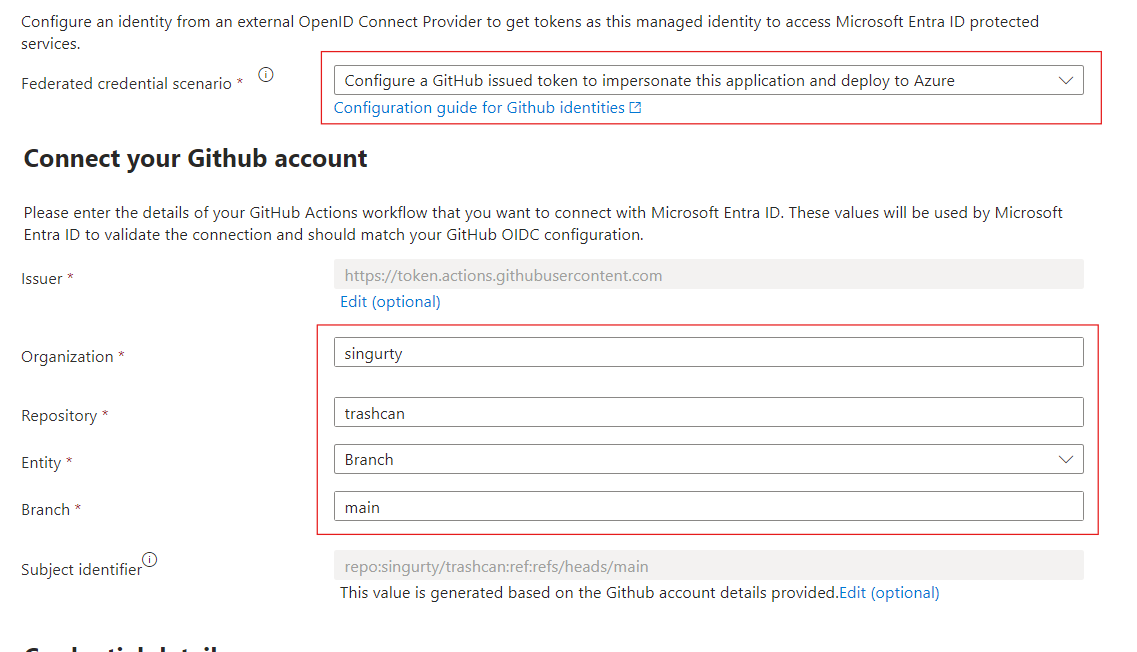 Configure an identity from an external OpenID Connect Provider to get tokens as this managed identity to access Microsoft Entra ID protected
services.
Federated credential scenario *
Configure a GitHub issued token to impersonate this application and deploy to Azure
Configuration guide for Github identities
Connect your Github account
Please enter the details of your GitHub Actions workflow that you want to connect with Microsoft Entra ID. These values will be used by Microsoft
Entra ID to validate the connection and should match your GitHub OIDC configuration.
Issuer *
https://token.actions.githubusercontent.com
Edit (optional)
Organization *
singurty
Repository *
trashcan
Entity *
Branch
Branch *
main
Subject identifier
repo:singurty/trashcan:ref:refs/heads/main
This value is generated based on the Github account details provided.Edit (optional)